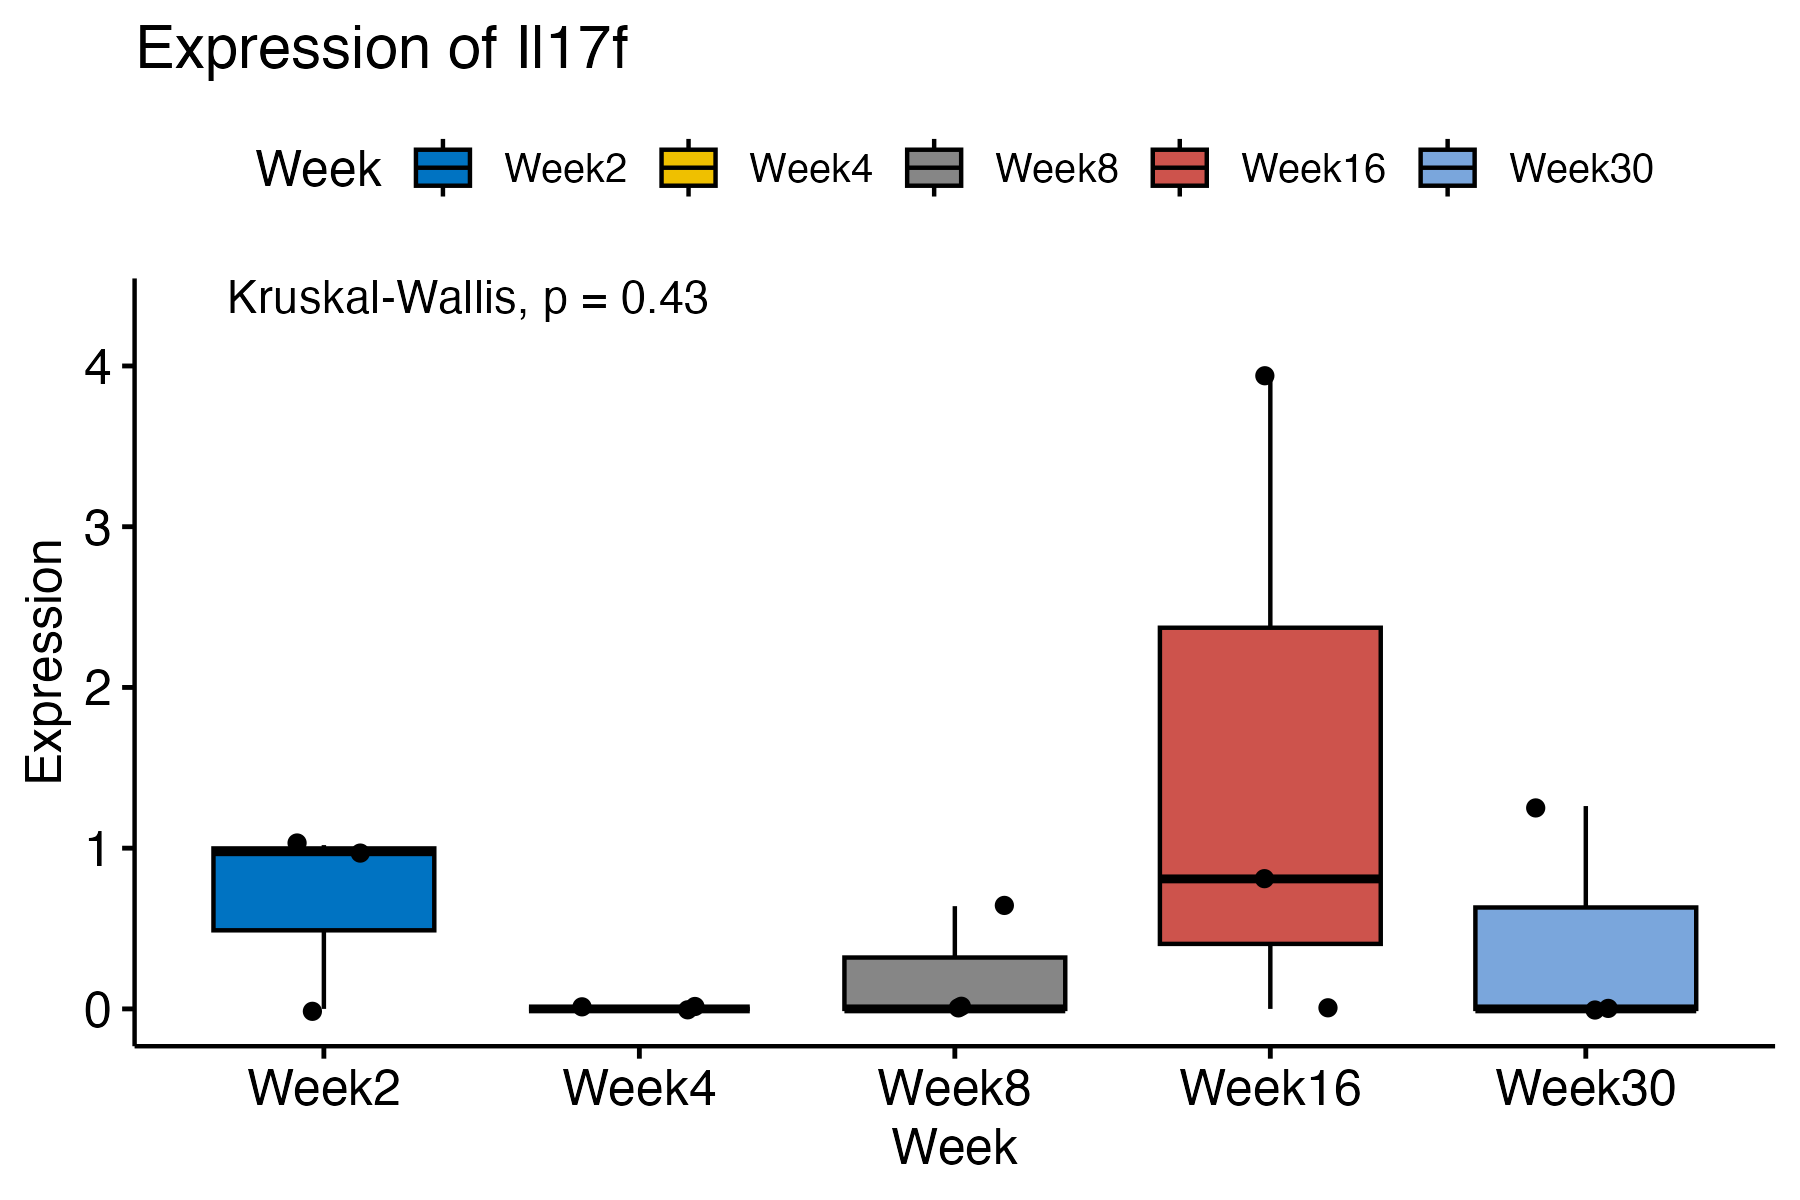 Expression of Il17f
Week Week2 Week4 Week8 Week16 Week30
Kruskal-Wallis, p = 0.43
4
3
2
1
0
Expression
Week2 Week4 Week8 Week16 Week30
Week